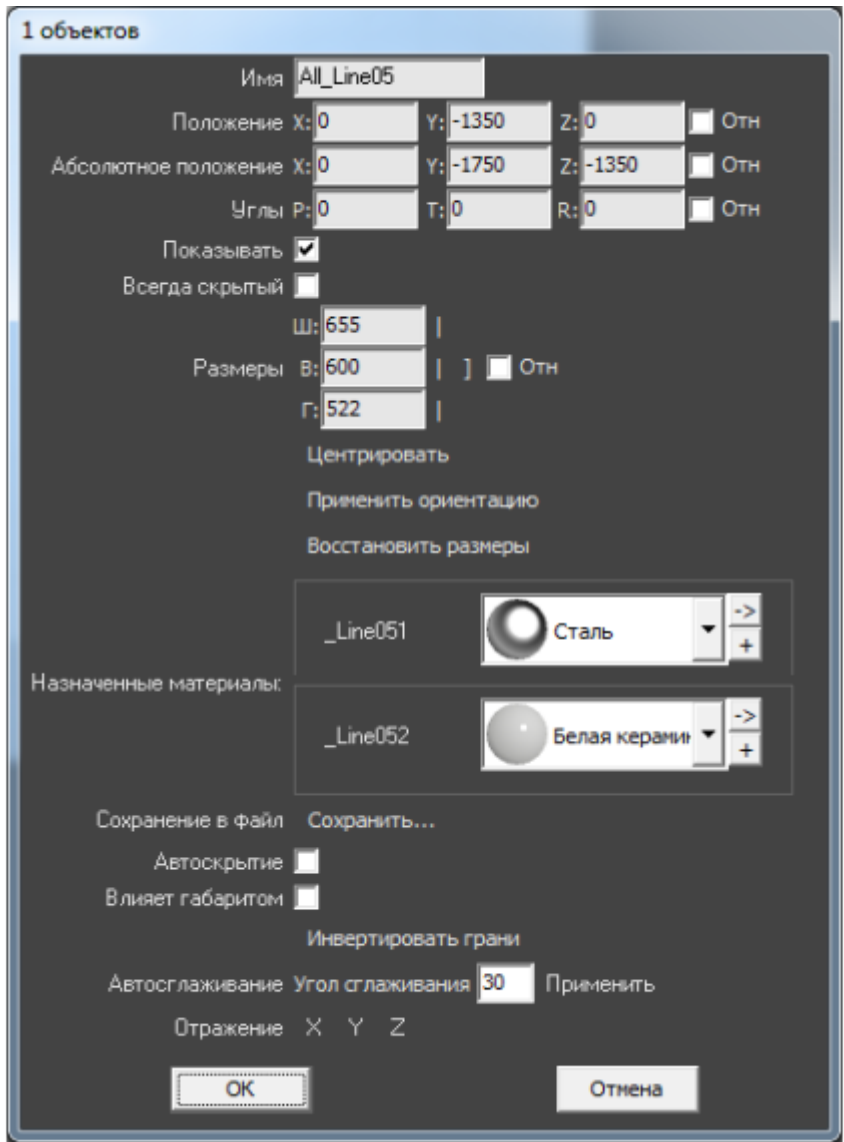 1 объектов
Имя All_Line05
Положение X: 0 Y: -1350 Z: 0 Отн
Абсолютное положение X: 0 Y: -1750 Z: -1350 Отн
Углы P: 0 T: 0 R: 0 Отн
Показывать
Всегда скрытый
Ш: 655 |
Размеры В: 600 | ] Отн
Г: 522 |
Центрировать
Применить ориентацию
Восстановить размеры
_Line051 Сталь ->
+
Назначенные материалы:
_Line052 Белая керамик ->
+
Сохранение в файл Сохранить...
Автоскрытие
Влияет габаритом
Инвертировать грани
Автосглаживание Угол сглаживания 30 Применить
Отражение X Y Z
OK Отмена